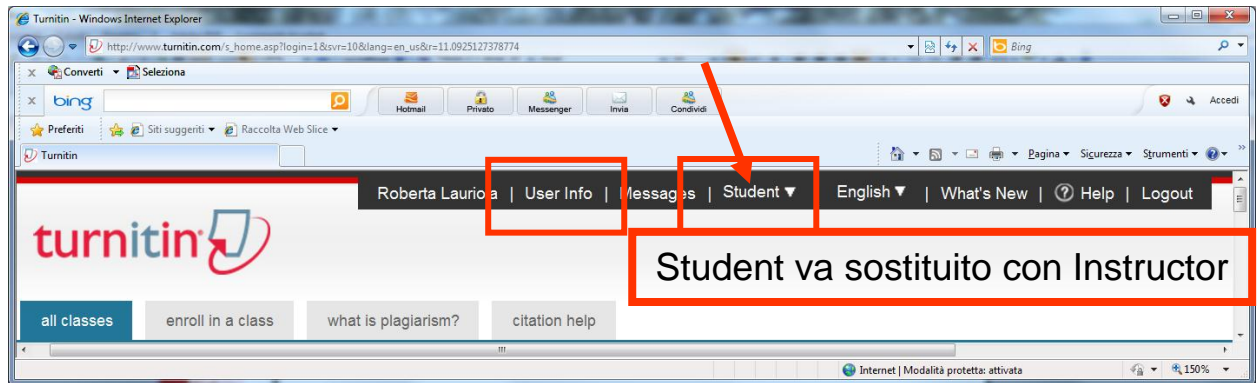 Turnitin - Windows Internet Explorer
http://www.turnitin.com/s_home.asp?login=1&svr=10&lang=en_us&r=11.0925127378774
Bing
x Converti Seleziona
x bing Hotmail Privato Messenger Invia Condividi Accedi
Preferiti Siti suggeriti Raccolta Web Slice
Turnitin Pagina Sicurezza Strumenti
Roberta Lauriola | User Info | Messages | Student ▼ English ▼ | What's New | ? Help | Logout
turnitin
Student va sostituito con Instructor
all classes enroll in a class what is plagiarism? citation help
Internet | Modalità protetta: attivata 150%